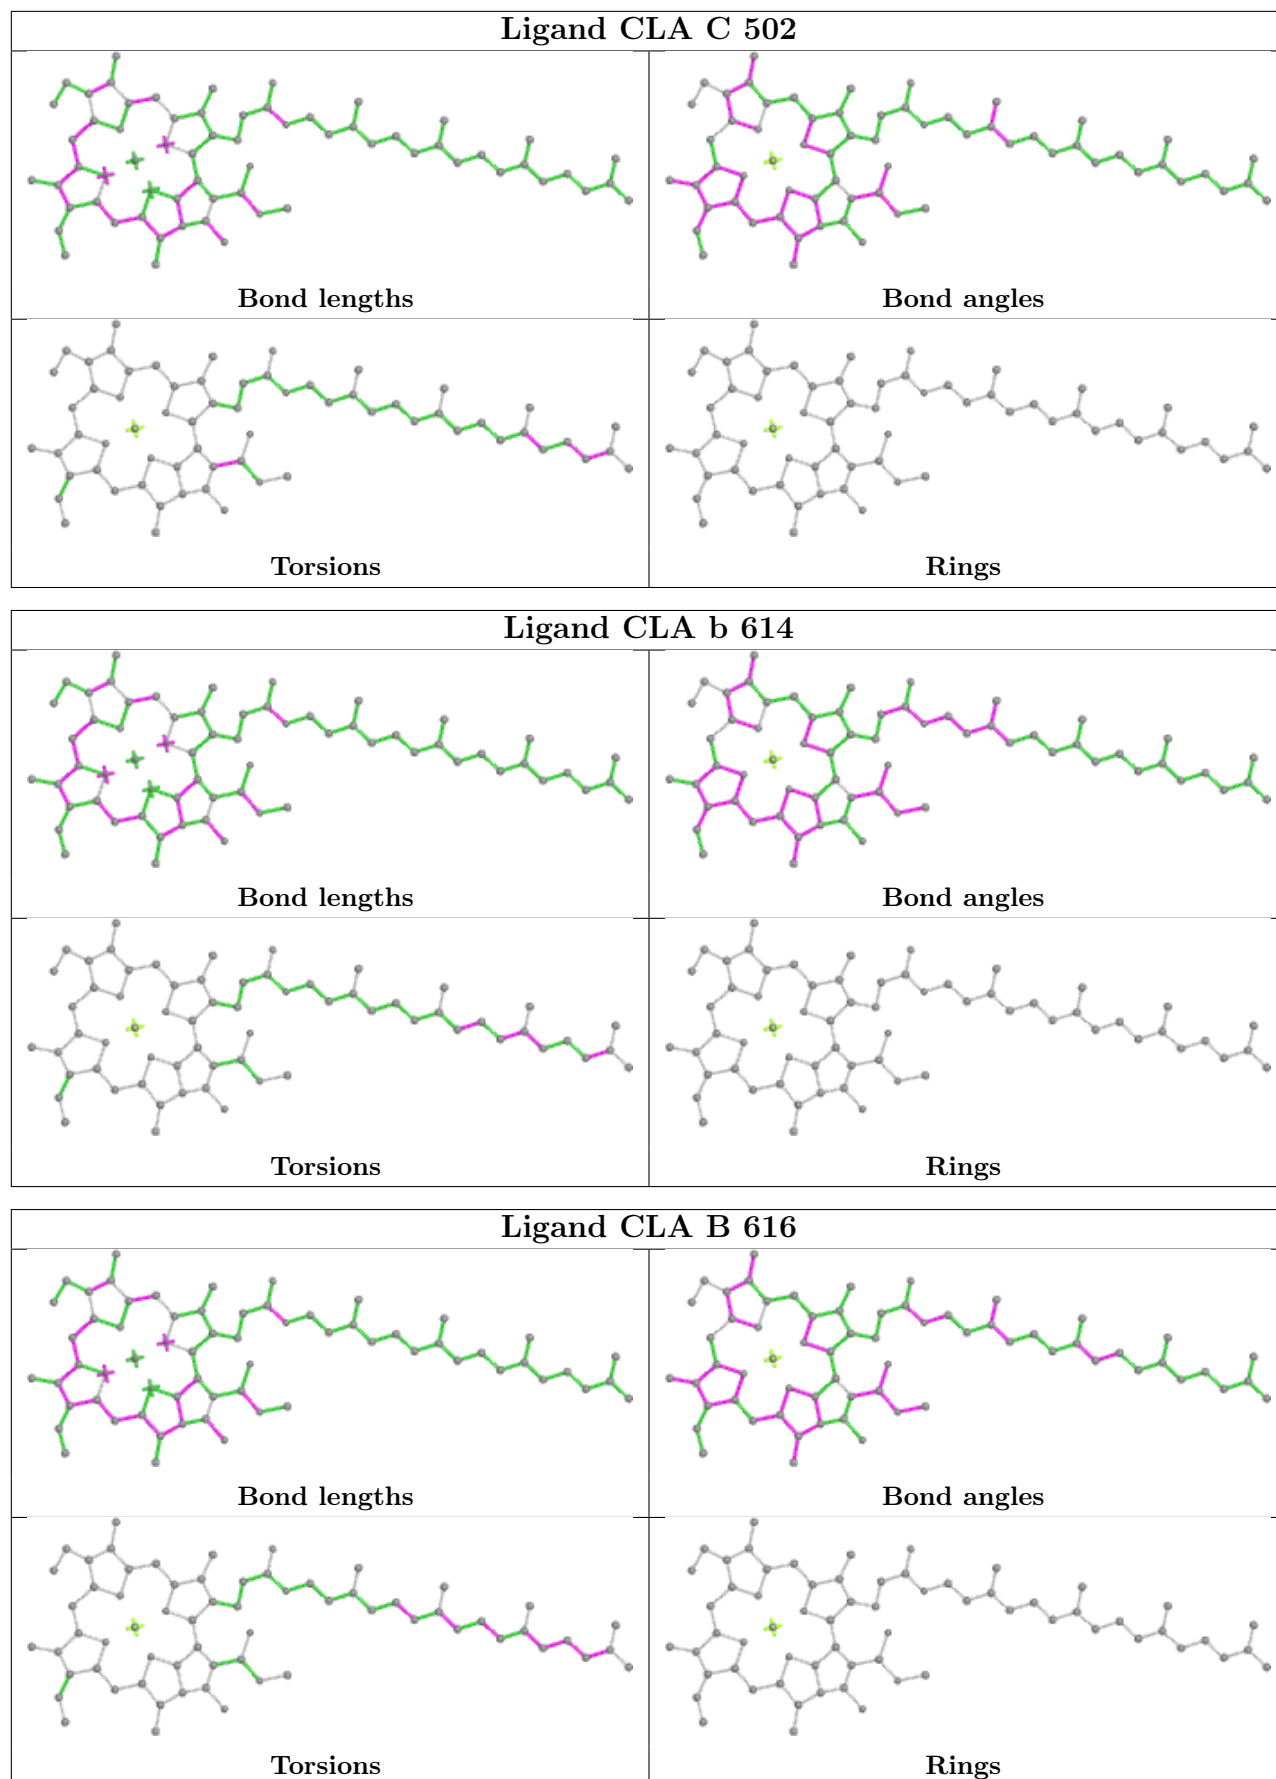 Ligand CLA C 502
Bond lengths
Bond angles
Torsions
Rings
Ligand CLA b 614
Bond lengths
Bond angles
Torsions
Rings
Ligand CLA B 616
Bond lengths
Bond angles
Torsions
Rings